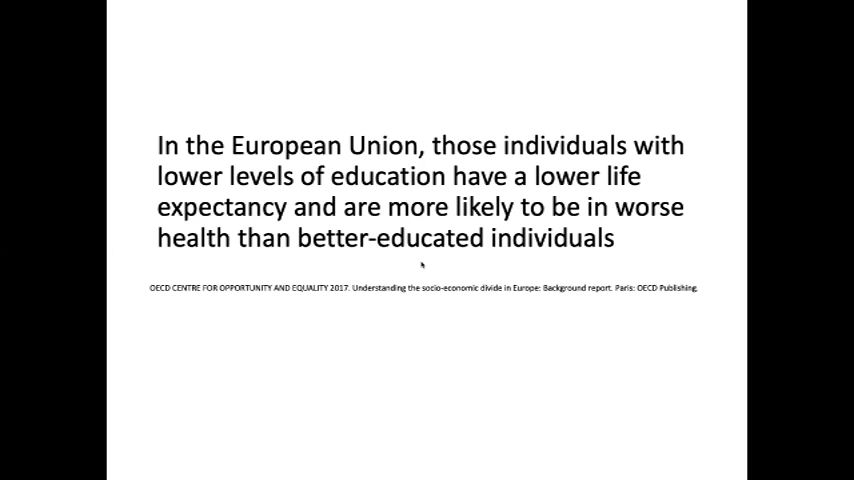 In the European Union, those individuals with
lower levels of education have a lower life
expectancy and are more likely to be in worse
health than better-educated individuals
OECD CENTRE FOR OPPORTUNITY AND EQUALITY 2017. Understanding the socio-economic divide in Europe: Background report. Paris: OECD Publishing.